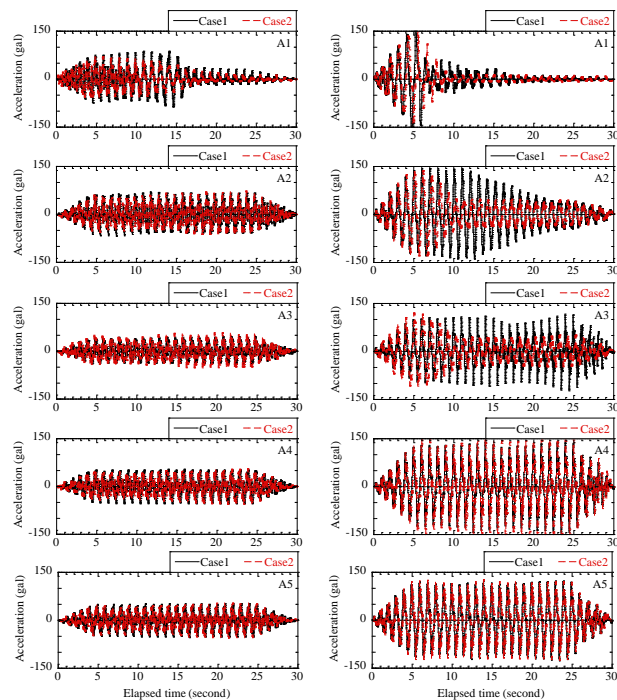 Case1 Case2 Case1 Case2
150 A1 150 A1
Acceleration (gal) 0 Acceleration (gal) 0
-150 -150
0 5 10 15 20 25 30 0 5 10 15 20 25 30
Case1 Case2 Case1 Case2
150 A2 150 A2
Acceleration (gal) 0 Acceleration (gal) 0
-150 -150
0 5 10 15 20 25 30 0 5 10 15 20 25 30
Case1 Case2 Case1 Case2
150 A3 150 A3
Acceleration (gal) 0 Acceleration (gal) 0
-150 -150
0 5 10 15 20 25 30 0 5 10 15 20 25 30
Case1 Case2 Case1 Case2
150 A4 150 A4
Acceleration (gal) 0 Acceleration (gal) 0
-150 -150
0 5 10 15 20 25 30 0 5 10 15 20 25 30
Case1 Case2 Case1 Case2
150 A5 150 A5
Acceleration (gal) 0 Acceleration (gal) 0
-150 -150
0 5 10 15 20 25 30 0 5 10 15 20 25 30
Elapsed time (second) Elapsed time (second)